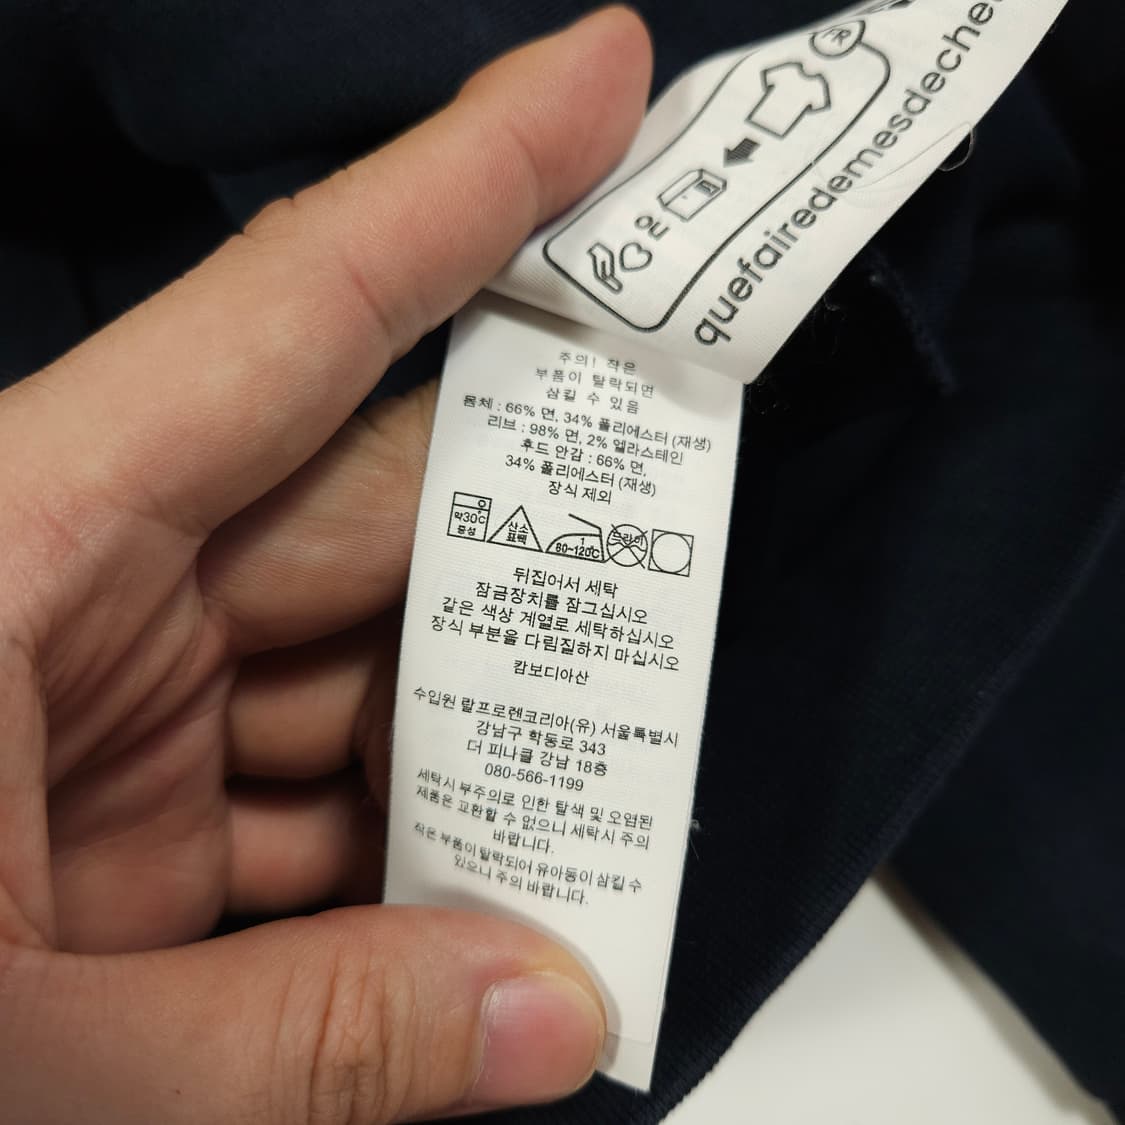 FR
quefairedemesdeche
ou
주의! 작은
부품이 탈락되면
삼킬 수 있음
몸체 : 66% 면, 34% 폴리에스터 (재생)
리브 : 98% 면, 2% 엘라스테인
후드 안감 : 66% 면,
34% 폴리에스터 (재생)
장식 제외
약30℃
중성
산소
표백
1
80~120℃
드라이
뒤집어서 세탁
잠금장치를 잠그십시오
같은 색상 계열로 세탁하십시오
장식 부분을 다림질하지 마십시오
캄보디아산
수입원 랄프로렌코리아(유) 서울특별시
강남구 학동로 343
더 피나클 강남 18층
080-566-1199
세탁시 부주의로 인한 탈색 및 오염된
제품은 교환할 수 없으니 세탁시 주의
바랍니다.
작은 부품이 탈락되어 유아동이 삼킬 수
있으니 주의 바랍니다.